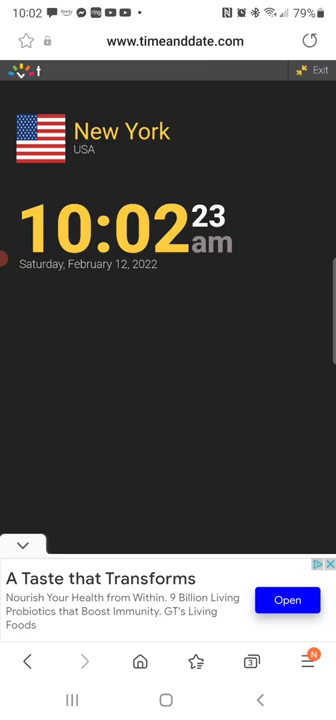 10:02
79%
www.timeanddate.com
t
Exit
New York
USA
10:02 23 am
Saturday, February 12, 2022
A Taste that Transforms
Nourish Your Health from Within. 9 Billion Living
Probiotics that Boost Immunity. GT's Living
Foods
Open
3
N